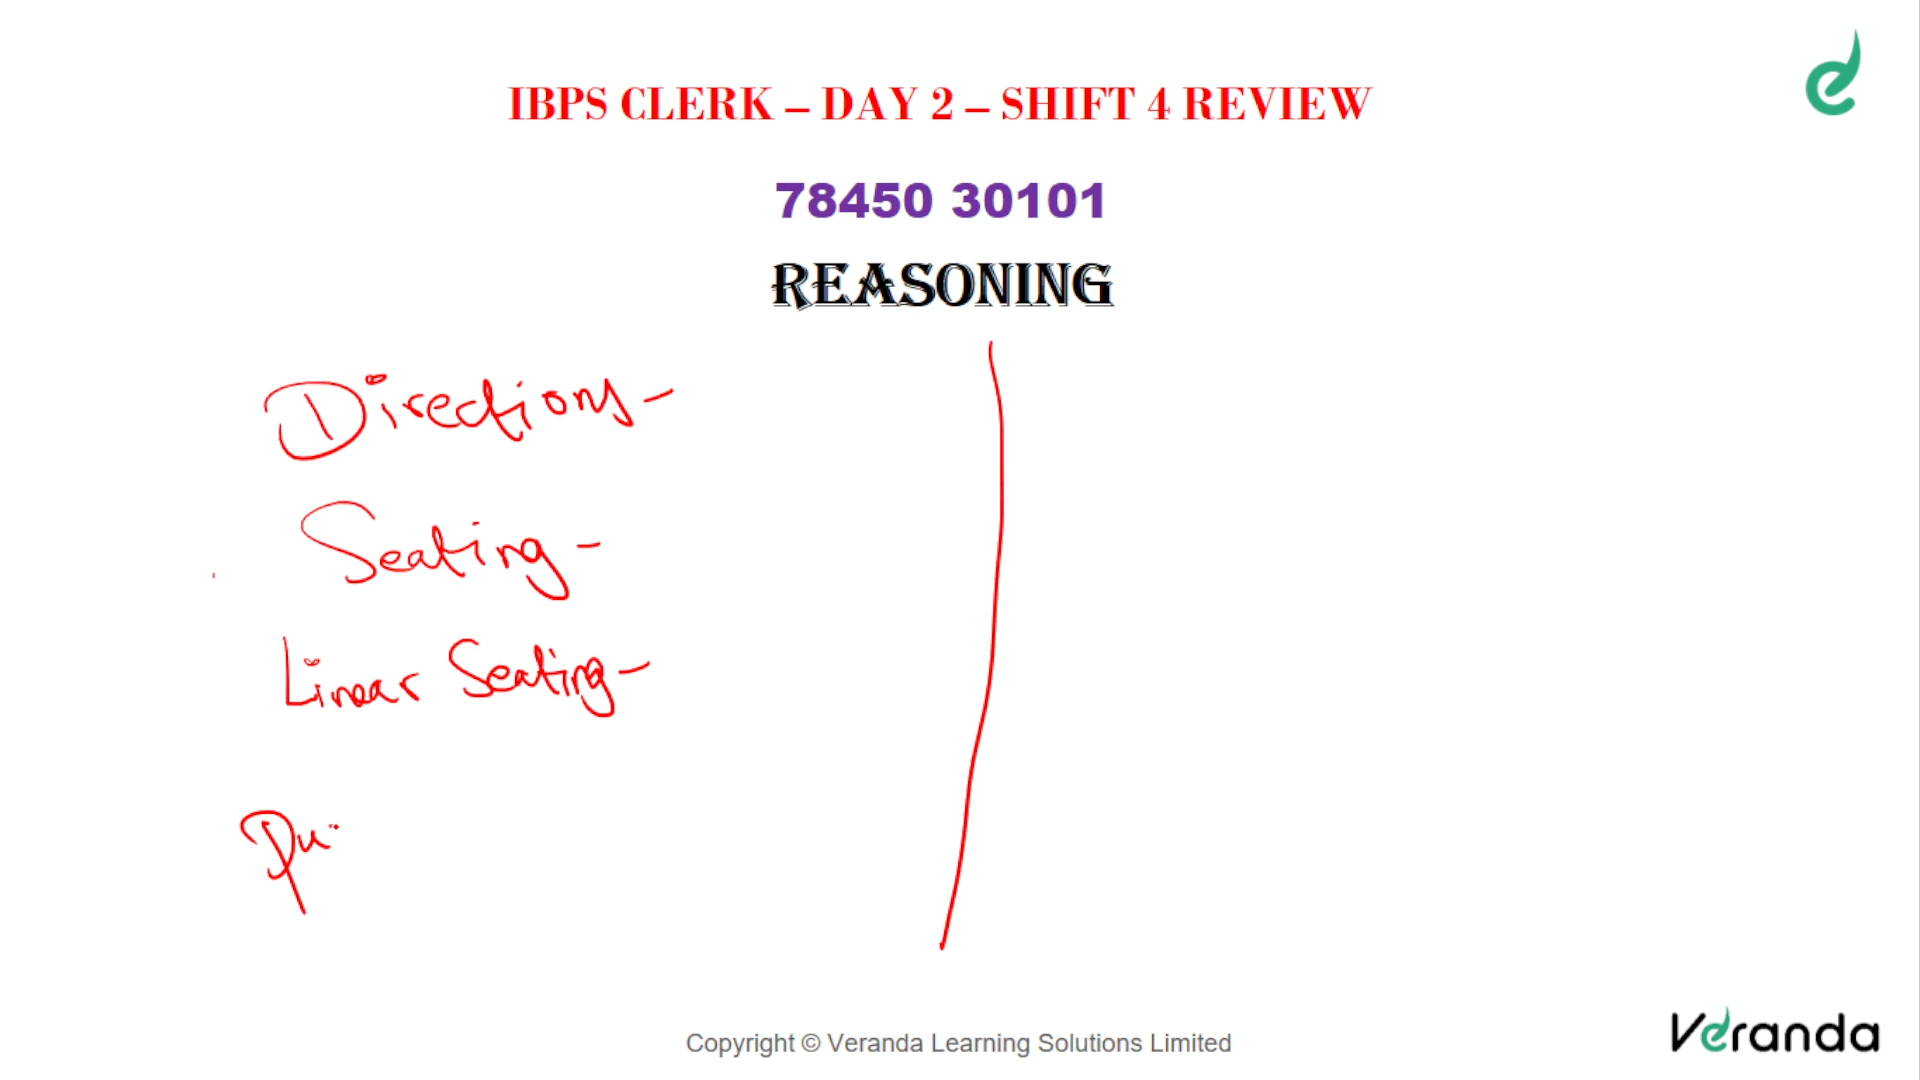 IBPS CLERK – DAY 2 – SHIFT 4 REVIEW
78450 30101
REASONING
Directions -
Seating -
Linear Seating -
Pu
Copyright © Veranda Learning Solutions Limited
Veranda